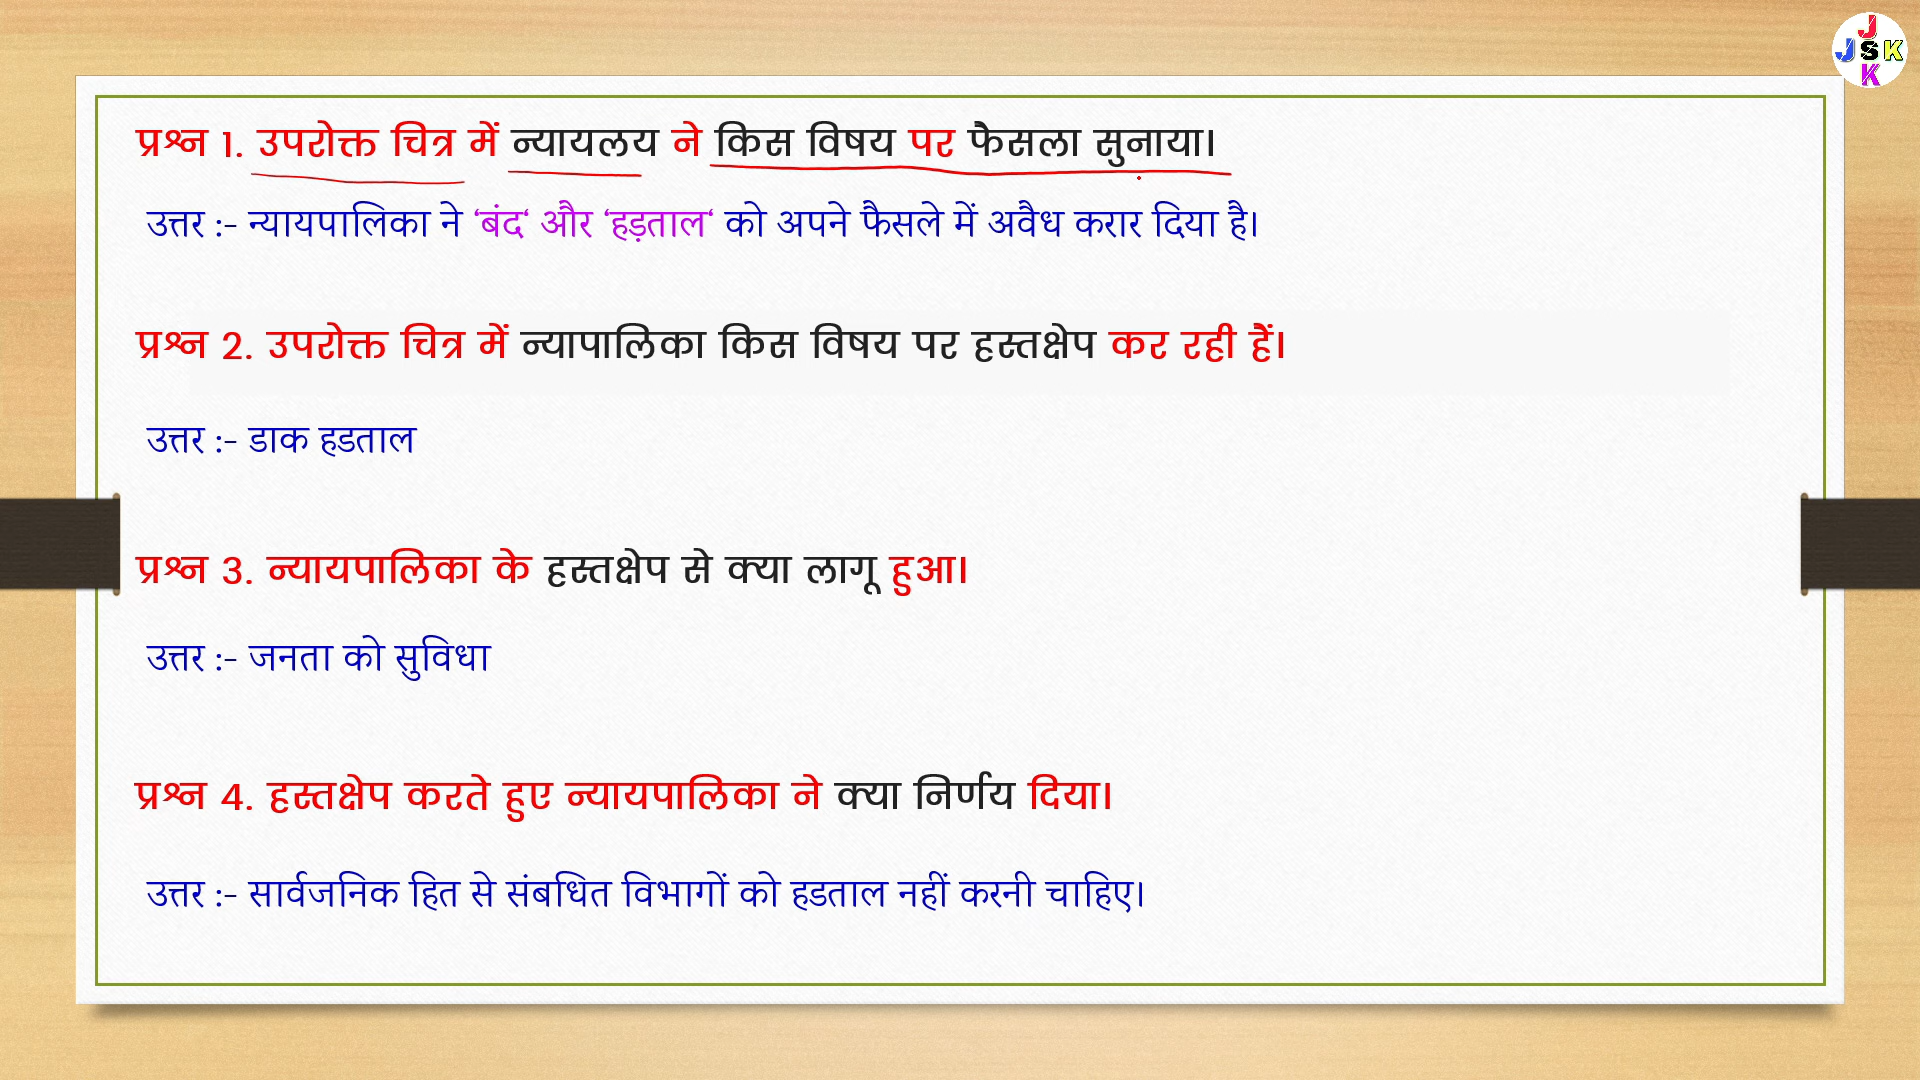 J
J S K
K
प्रश्न 1. उपरोक्त चित्र में न्यायलय ने किस विषय पर फैसला सुनाया।
उत्तर :- न्यायपालिका ने ‘बंद‘ और ‘हड़ताल‘ को अपने फैसले में अवैध करार दिया है।
प्रश्न 2. उपरोक्त चित्र में न्यापालिका किस विषय पर हस्तक्षेप कर रही हैं।
उत्तर :- डाक हडताल
प्रश्न 3. न्यायपालिका के हस्तक्षेप से क्या लागू हुआ।
उत्तर :- जनता को सुविधा
प्रश्न 4. हस्तक्षेप करते हुए न्यायपालिका ने क्या निर्णय दिया।
उत्तर :- सार्वजनिक हित से संबधित विभागों को हडताल नहीं करनी चाहिए।